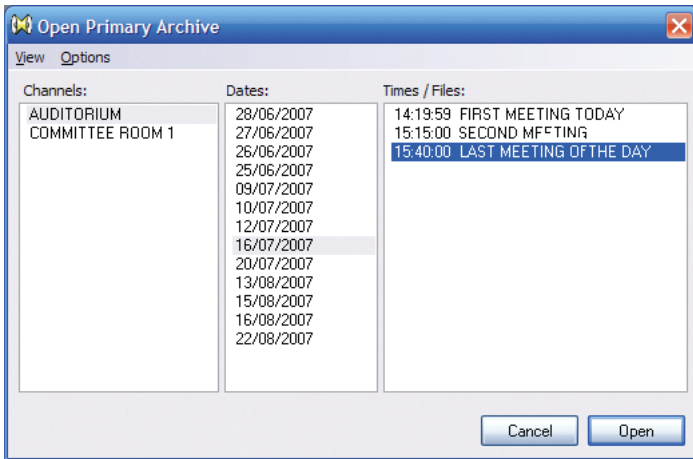 Open Primary Archive
View Options
Channels:
AUDITORIUM
COMMITTEE ROOM 1
Dates:
28/06/2007
27/06/2007
26/06/2007
25/06/2007
09/07/2007
10/07/2007
12/07/2007
16/07/2007
20/07/2007
13/08/2007
15/08/2007
16/08/2007
22/08/2007
Times / Files:
14:19:59 FIRST MEETING TODAY
15:15:00 SECOND MEETING
15:40:00 LAST MEETING OFTHE DAY
Cancel Open